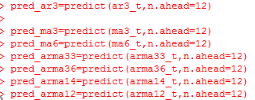 > pred_ar3=predict(ar3_t,n.ahead=12)
>
> pred_ma3=predict(ma3_t,n.ahead=12)
> pred_ma6=predict(ma6_t,n.ahead=12)
> pred_arma33=predict(arma33_t,n.ahead=12)
> pred_arma36=predict(arma36_t,n.ahead=12)
> pred_arma14=predict(arma14_t,n.ahead=12)
> pred_arma12=predict(arma12_t,n.ahead=12)